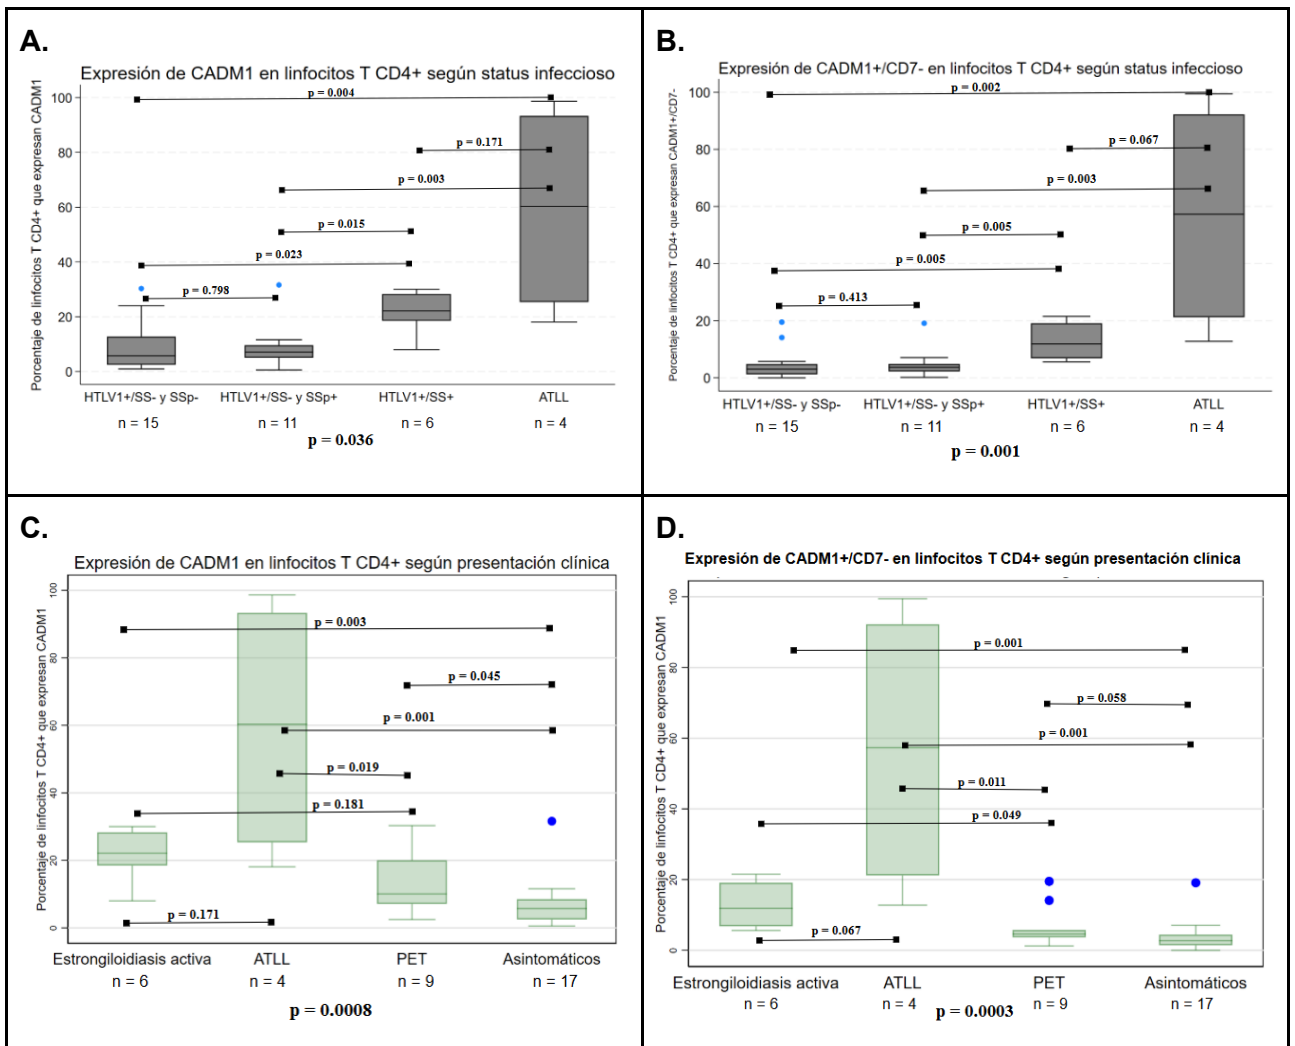 A.
Expresión de CADM1 en linfocitos T CD4+ según status infeccioso
Porcentaje de linfocitos T CD4+ que expresan CADM1
100
80
60
40
20
0
p = 0.004
p = 0.171
p = 0.003
p = 0.015
p = 0.023
p = 0.798
HTLV1+/SS- y SSp- HTLV1+/SS- y SSp+ HTLV1+/SS+ ATLL
n = 15 n = 11 n = 6 n = 4
p = 0.036
B.
Expresión de CADM1+/CD7- en linfocitos T CD4+ según status infeccioso
Porcentaje de linfocitos T CD4+ que expresan CADM1+/CD7-
100
80
60
40
20
0
p = 0.002
p = 0.067
p = 0.003
p = 0.005
p = 0.005
p = 0.413
HTLV1+/SS- y SSp- HTLV1+/SS- y SSp+ HTLV1+/SS+ ATLL
n = 15 n = 11 n = 6 n = 4
p = 0.001
C.
Expresión de CADM1 en linfocitos T CD4+ según presentación clínica
Porcentaje de linfocitos T CD4+ que expresan CADM1
100
80
60
40
20
0
p = 0.003
p = 0.045
p = 0.001
p = 0.019
p = 0.181
p = 0.171
Estrongiloidiasis activa ATLL PET Asintomáticos
n = 6 n = 4 n = 9 n = 17
p = 0.0008
D.
Expresión de CADM1+/CD7- en linfocitos T CD4+ según presentación clínica
Porcentaje de linfocitos T CD4+ que expresan CADM1
100
80
60
40
20
0
p = 0.001
p = 0.058
p = 0.001
p = 0.011
p = 0.049
p = 0.067
Estrongiloidiasis activa ATLL PET Asintomáticos
n = 6 n = 4 n = 9 n = 17
p = 0.0003